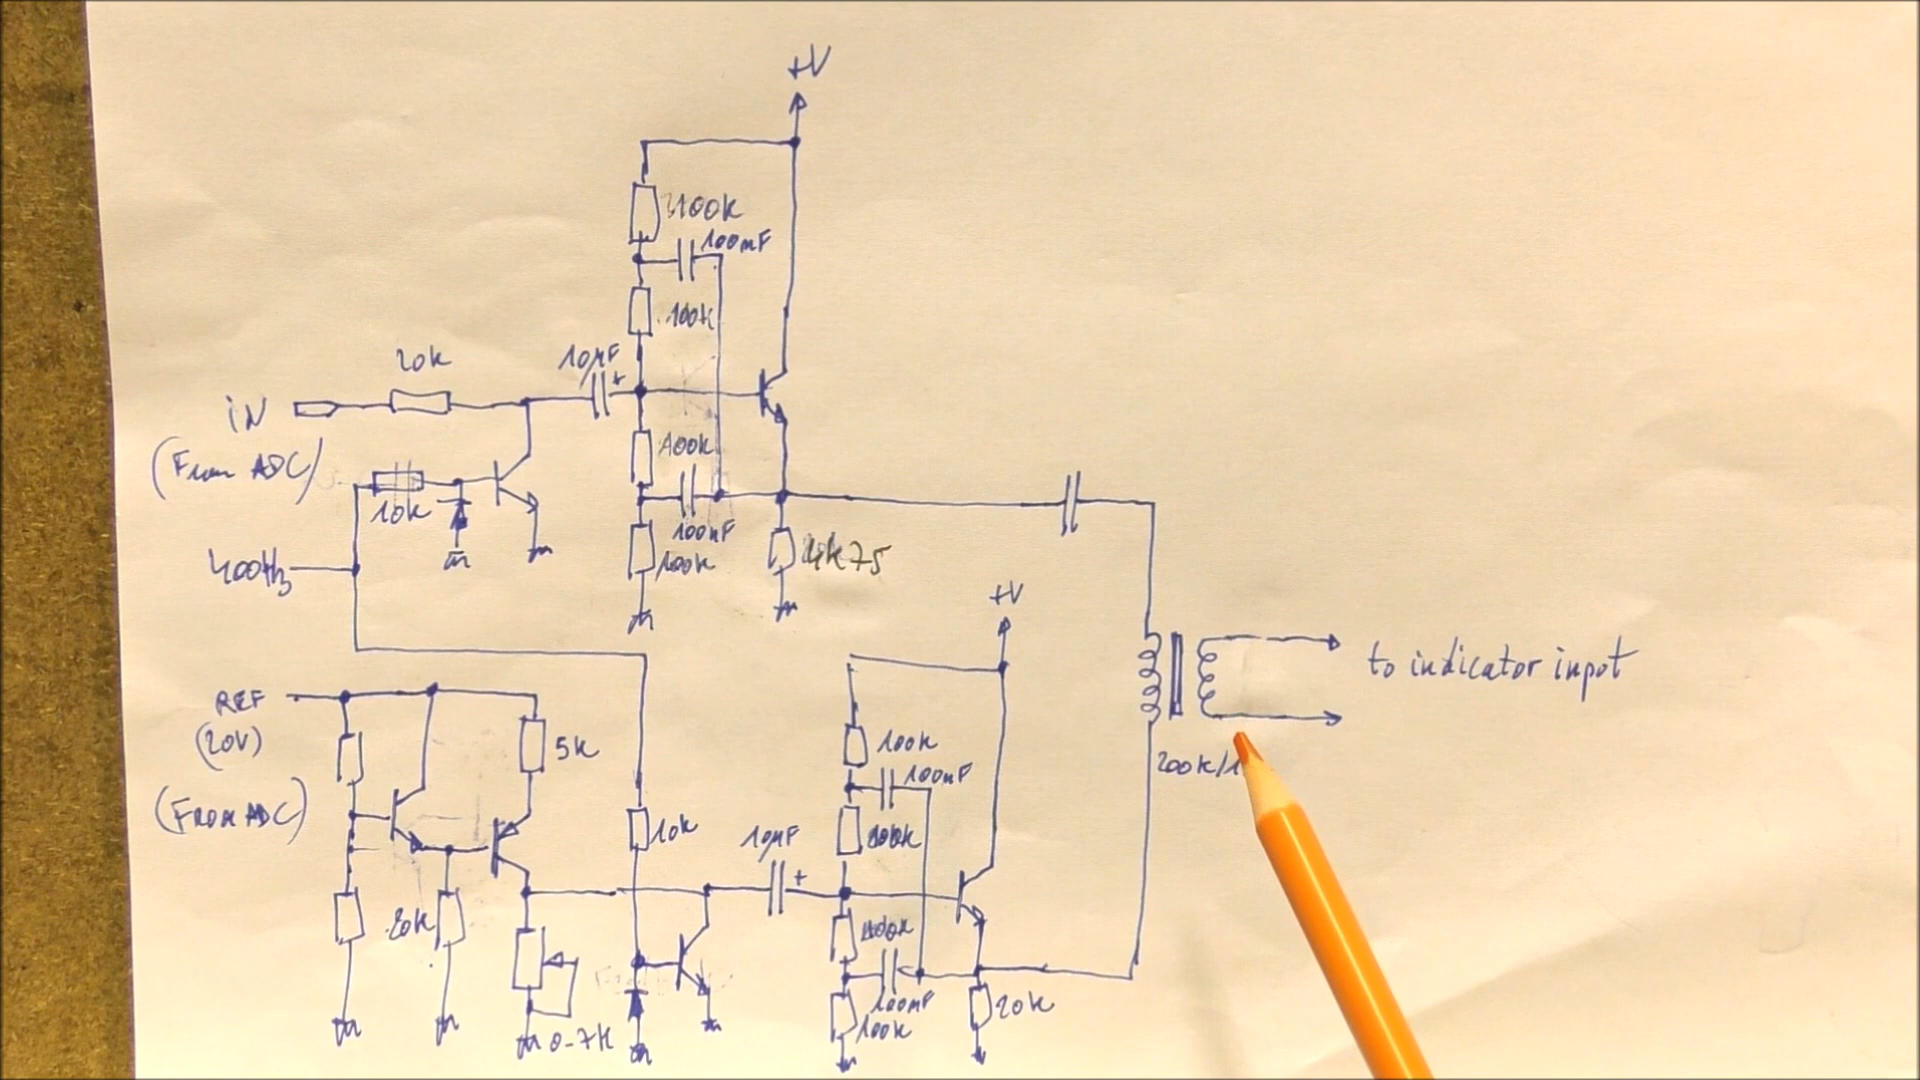 +V
100k
100nF
100k
20k
10µF
+
IN
(From ADC)
100k
10k
100nF
100k
4k75
400Hz
+V
to indicator input
REF
(20V)
5k
100k
100nF
200k/1
(FROM ADC)
10k
10µF
+
100k
20k
100k
100nF
100k
20k
0-7k